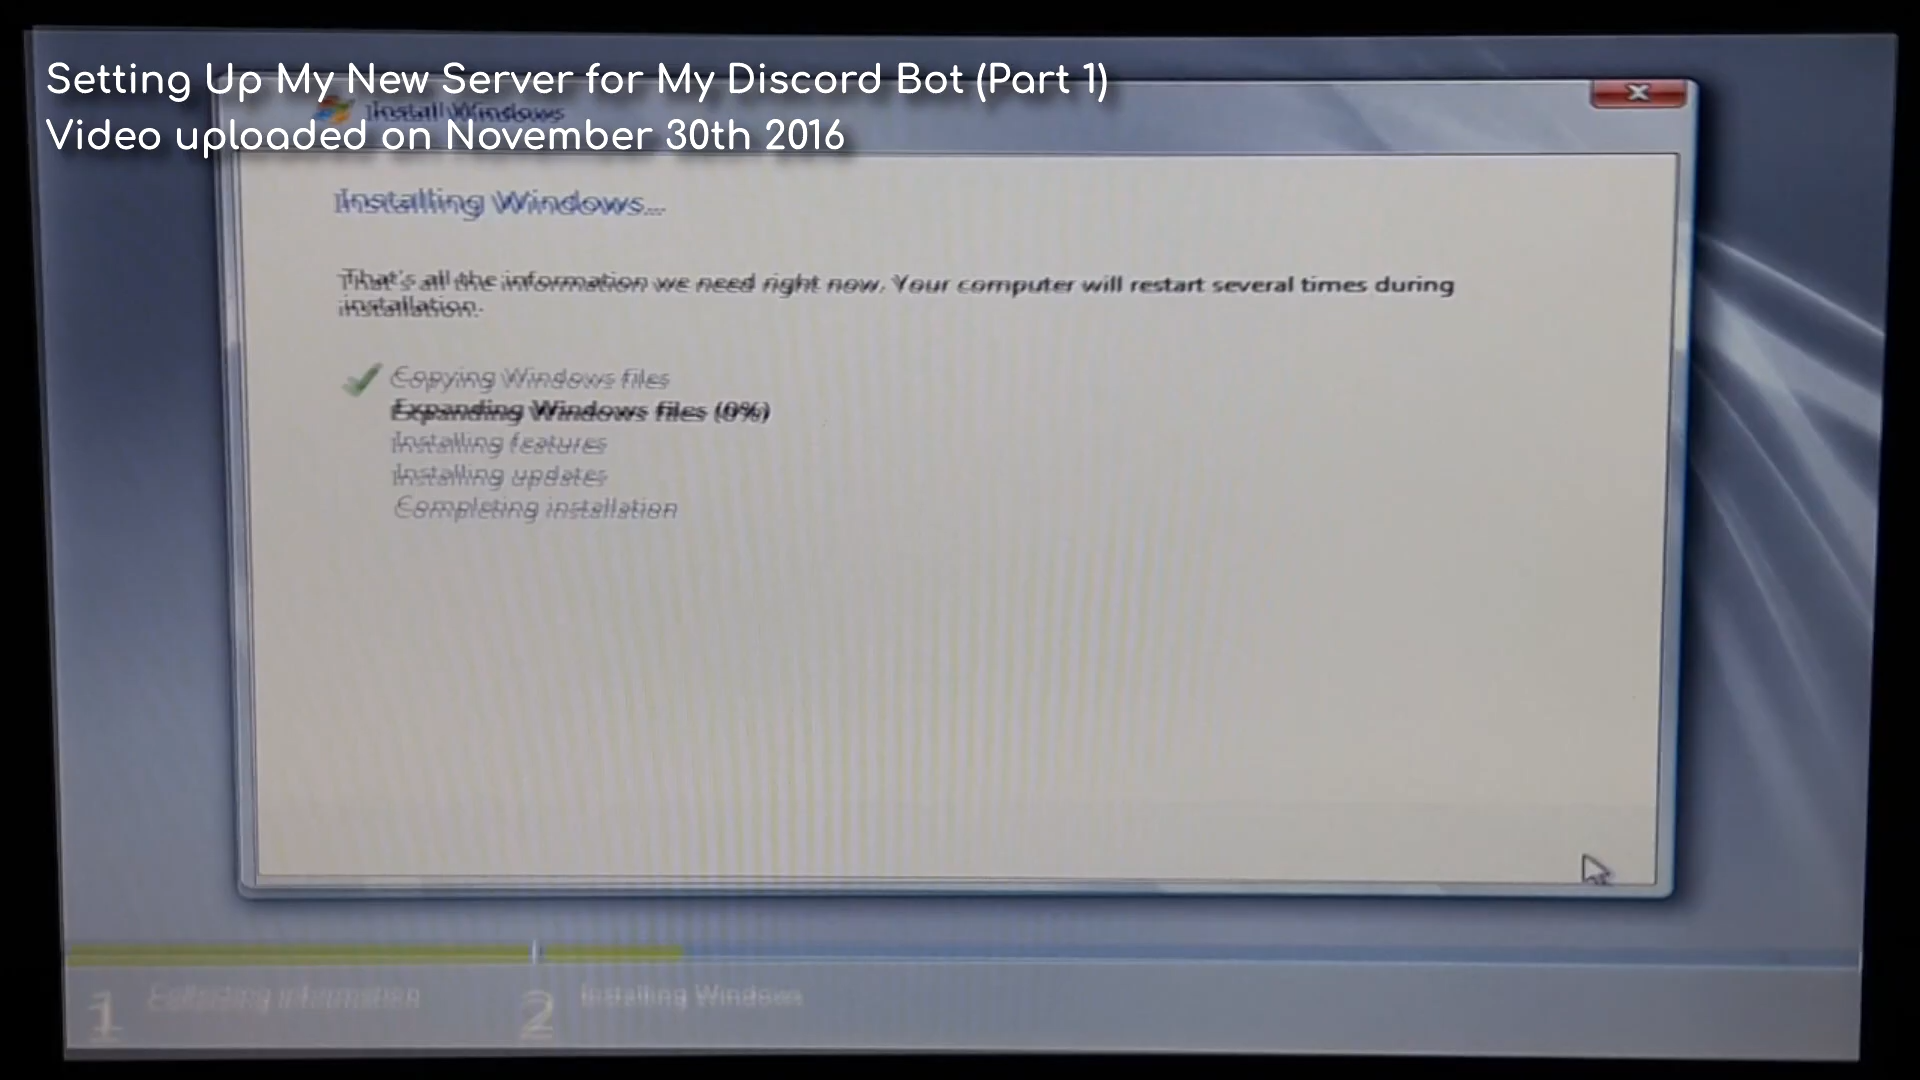 Setting Up My New Server for My Discord Bot (Part 1)
Install Windows
Video uploaded on November 30th 2016
Installing Windows...
That's all the information we need right now. Your computer will restart several times during
installation.
Copying Windows files
Expanding Windows files (0%)
Installing features
Installing updates
Completing installation
1 Collecting information 2 Installing Windows